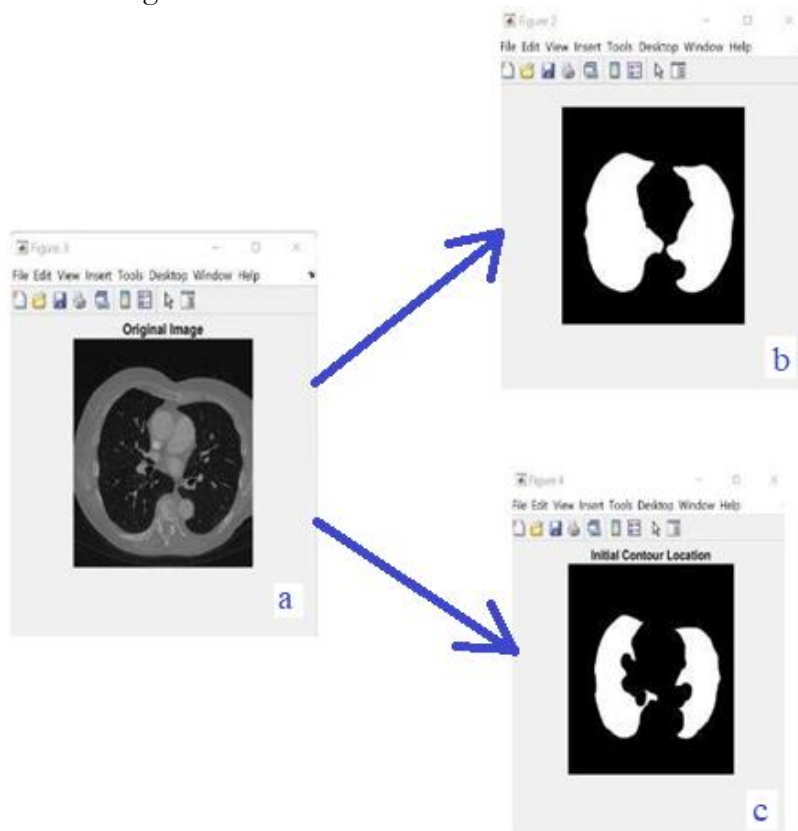 Figure 2
File Edit View Insert Tools Desktop Window Help
b
Figure 3
File Edit View Insert Tools Desktop Window Help
Original Image
a
Figure 4
File Edit View Insert Tools Desktop Window Help
Initial Contour Location
c